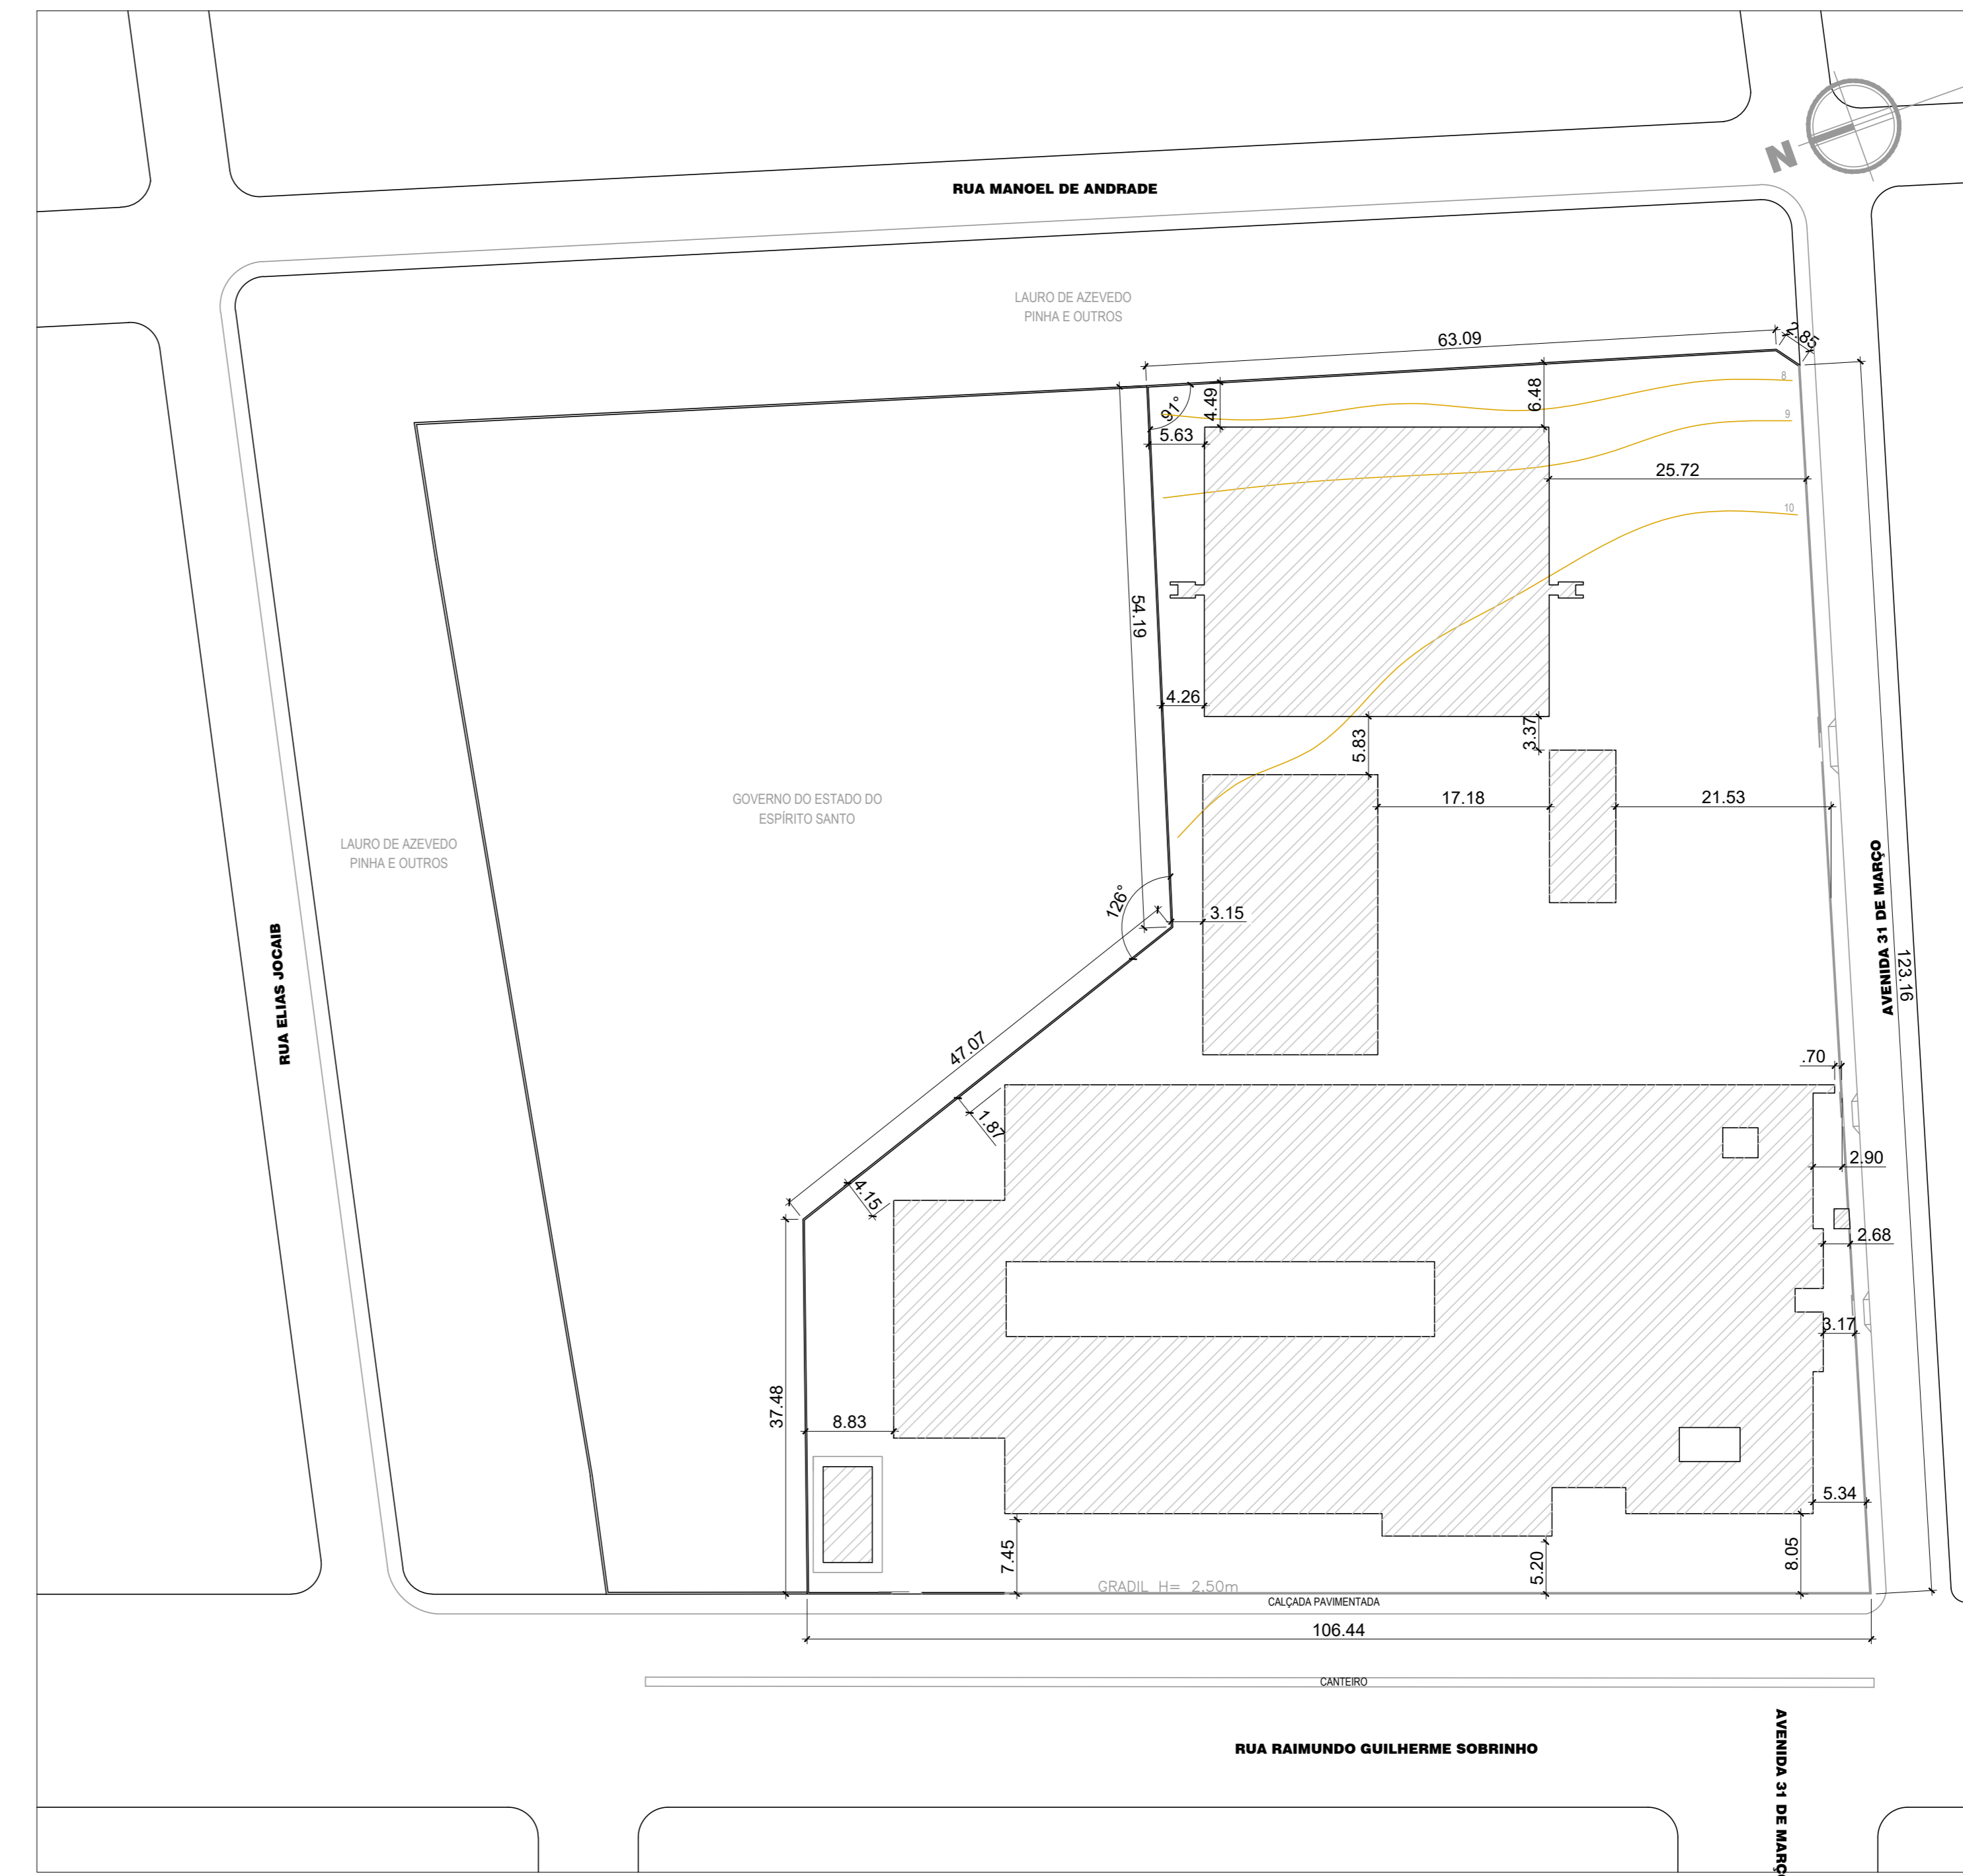 N
RUA MANOEL DE ANDRADE
LAURO DE AZEVEDO
PINHA E OUTROS
63.09
2.85
8
4.49
6.48
91°
9
5.63
25.72
10
54.19
4.26
5.83
3.37
GOVERNO DO ESTADO DO
ESPÍRITO SANTO
17.18
21.53
LAURO DE AZEVEDO
PINHA E OUTROS
126°
3.15
AVENIDA 31 DE MARÇO
123.16
RUA ELIAS JOCAIB
47.07
.70
1.87
2.90
4.15
2.68
3.17
37.48
8.83
5.34
7.45
5.20
8.05
GRADIL H= 2.50m
CALÇADA PAVIMENTADA
106.44
CANTEIRO
RUA RAIMUNDO GUILHERME SOBRINHO
AVENIDA 31 DE MARÇ